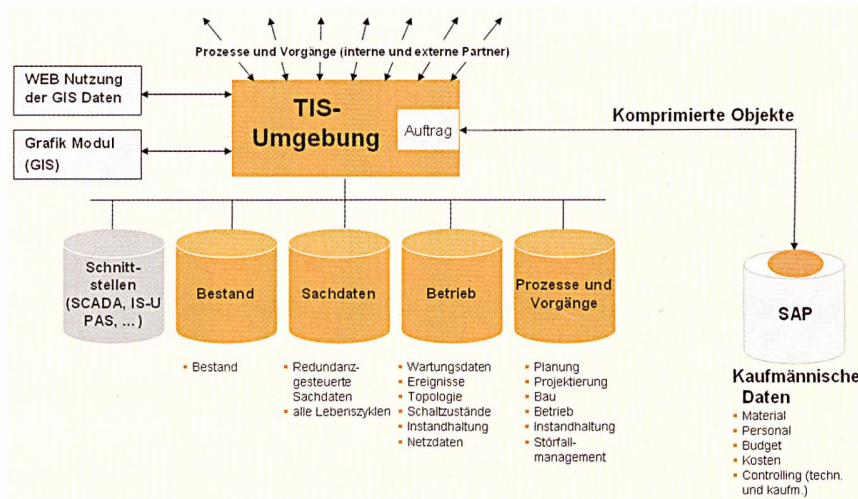 Prozesse und Vorgänge (interne und externe Partner)
WEB Nutzung
der GIS Daten
Grafik Modul
(GIS)
TIS-
Umgebung
Auftrag
Komprimierte Objekte
Schnitt-
stellen
(SCADA, IS-U
PAS, ... )
Bestand
Sachdaten
Betrieb
Prozesse und
Vorgänge
SAP
Bestand
Redundanz-
gesteuerte
Sachdaten
alle Lebenszyklen
Wartungsdaten
Ereignisse
Topologie
Schaltzustände
Instandhaltung
Netzdaten
Planung
Projektierung
Bau
Betrieb
Instandhaltung
Störfall-
management
Kaufmännische
Daten
Material
Personal
Budget
Kosten
Controlling (techn.
und kaufm.)